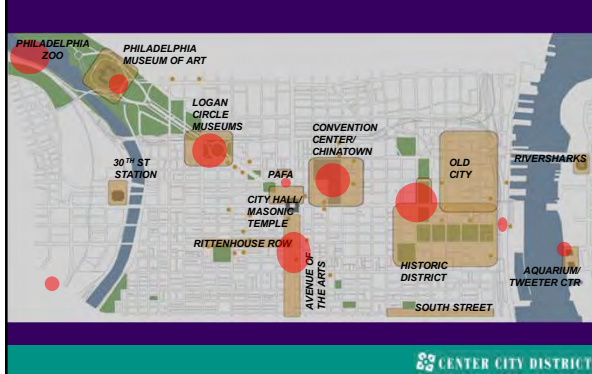 PHILADELPHIA
ZOO
PHILADELPHIA
MUSEUM OF ART
LOGAN
CIRCLE
MUSEUMS
CONVENTION
CENTER/
CHINATOWN
30TH ST
STATION
PAFA
OLD
CITY
RIVERSHARKS
CITY HALL/
MASONIC
TEMPLE
RITTENHOUSE ROW
AVENUE OF
THE ARTS
HISTORIC
DISTRICT
AQUARIUM/
TWEETER CTR
SOUTH STREET
CENTER CITY DISTRICT